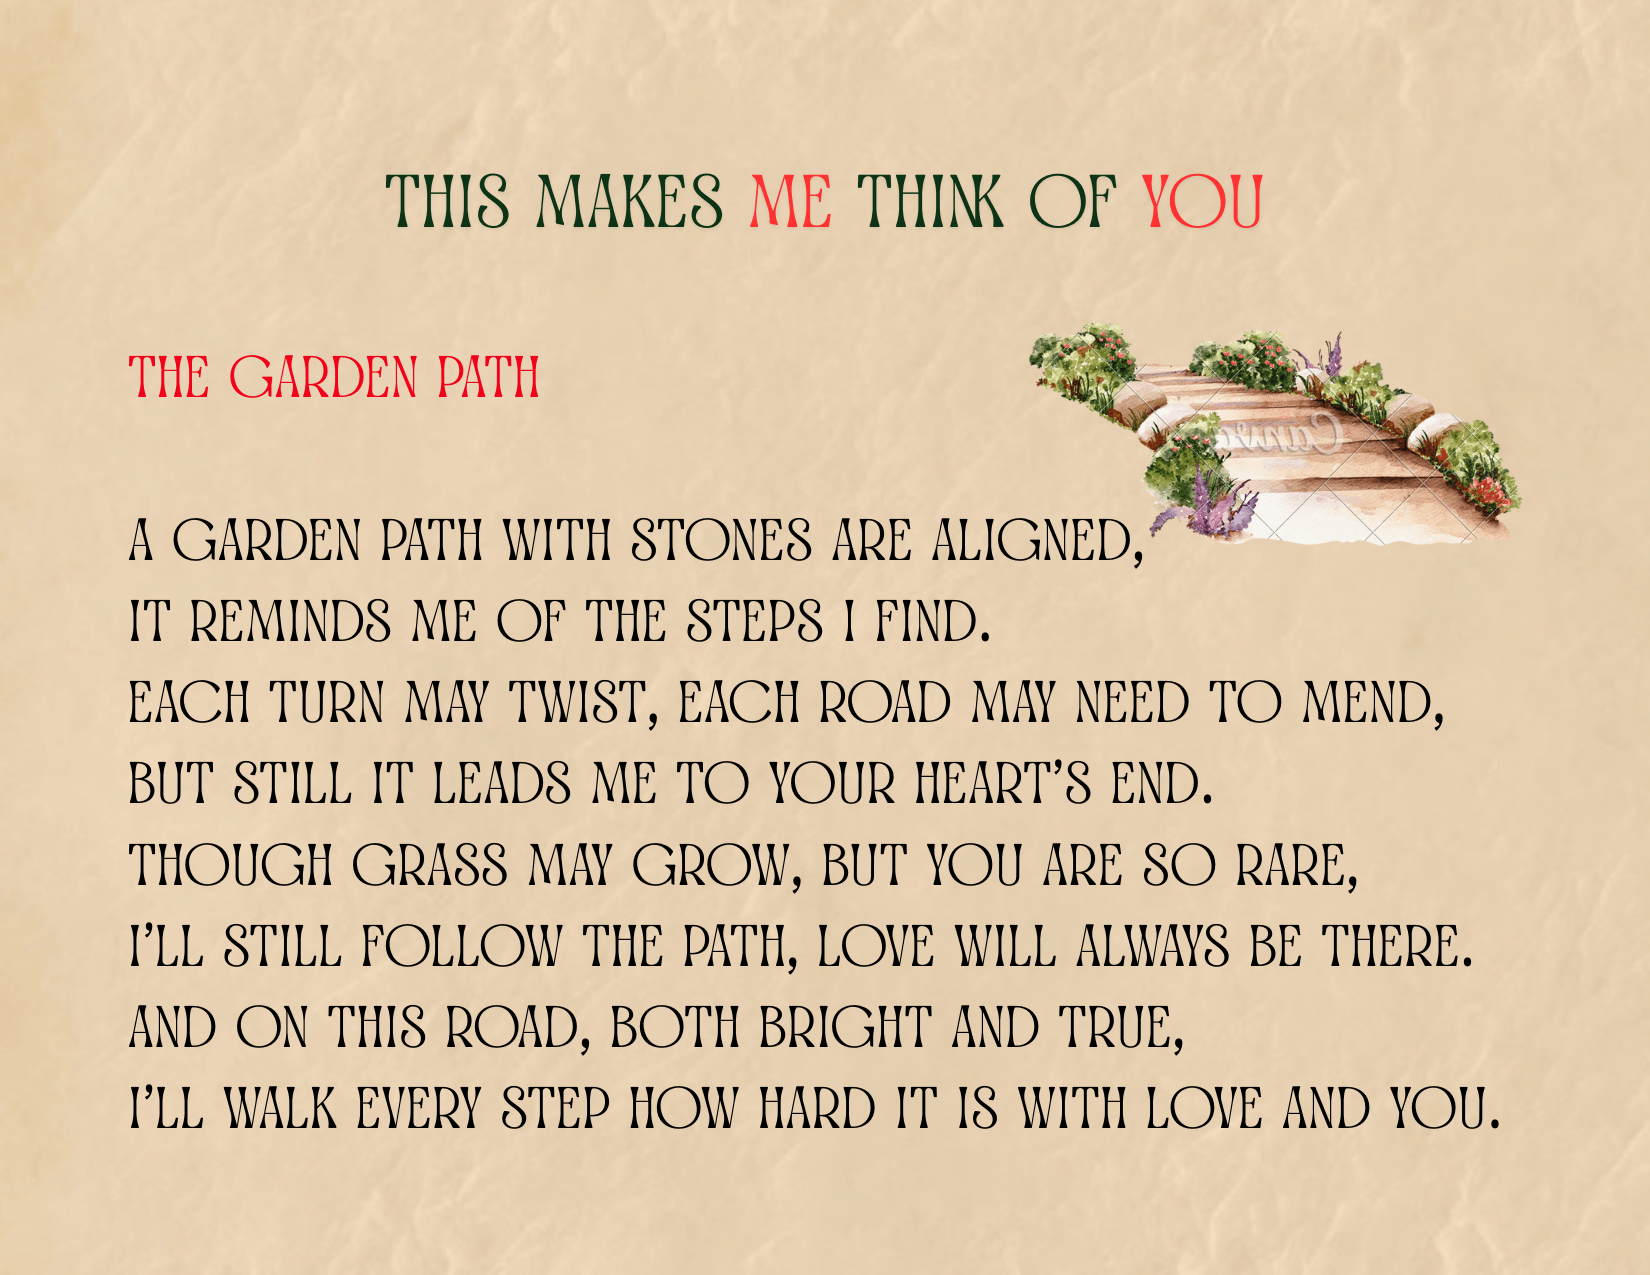 THIS MAKES ME THINK OF YOU
THE GARDEN PATH
Canva
A GARDEN PATH WITH STONES ARE ALIGNED,
IT REMINDS ME OF THE STEPS I FIND.
EACH TURN MAY TWIST, EACH ROAD MAY NEED TO MEND,
BUT STILL IT LEADS ME TO YOUR HEART’S END.
THOUGH GRASS MAY GROW, BUT YOU ARE SO RARE,
I’LL STILL FOLLOW THE PATH, LOVE WILL ALWAYS BE THERE.
AND ON THIS ROAD, BOTH BRIGHT AND TRUE,
I’LL WALK EVERY STEP HOW HARD IT IS WITH LOVE AND YOU.